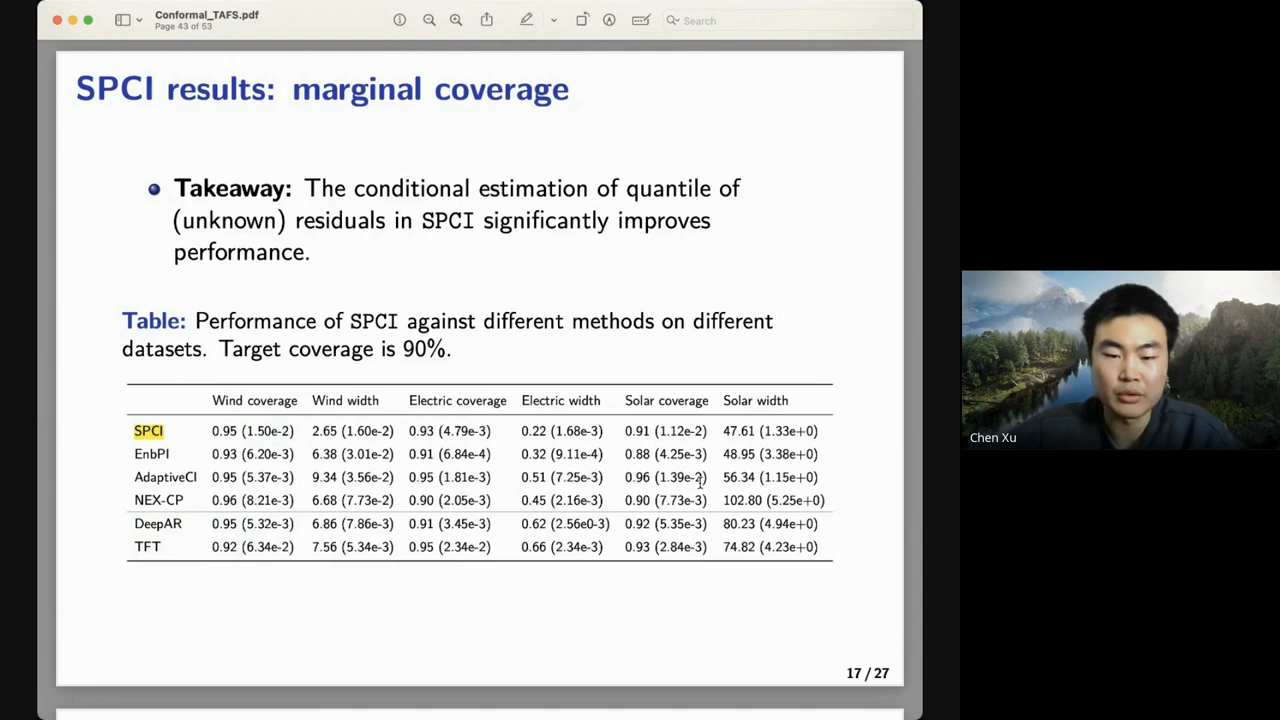 Conformal_TAFS.pdf
Page 43 of 53
Search
SPCI results: marginal coverage
Takeaway: The conditional estimation of quantile of
(unknown) residuals in SPCI significantly improves
performance.
Table: Performance of SPCI against different methods on different
datasets. Target coverage is 90%.
Wind coverage Wind width Electric coverage Electric width Solar coverage Solar width
SPCI 0.95 (1.50e-2) 2.65 (1.60e-2) 0.93 (4.79e-3) 0.22 (1.68e-3) 0.91 (1.12e-2) 47.61 (1.33e+0)
EnbPI 0.93 (6.20e-3) 6.38 (3.01e-2) 0.91 (6.84e-4) 0.32 (9.11e-4) 0.88 (4.25e-3) 48.95 (3.38e+0)
AdaptiveCI 0.95 (5.37e-3) 9.34 (3.56e-2) 0.95 (1.81e-3) 0.51 (7.25e-3) 0.96 (1.39e-2) 56.34 (1.15e+0)
NEX-CP 0.96 (8.21e-3) 6.68 (7.73e-2) 0.90 (2.05e-3) 0.45 (2.16e-3) 0.90 (7.73e-3) 102.80 (5.25e+0)
DeepAR 0.95 (5.32e-3) 6.86 (7.86e-3) 0.91 (3.45e-3) 0.62 (2.56e0-3) 0.92 (5.35e-3) 80.23 (4.94e+0)
TFT 0.92 (6.34e-2) 7.56 (5.34e-3) 0.95 (2.34e-2) 0.66 (2.34e-3) 0.93 (2.84e-3) 74.82 (4.23e+0)
17 / 27
Chen Xu